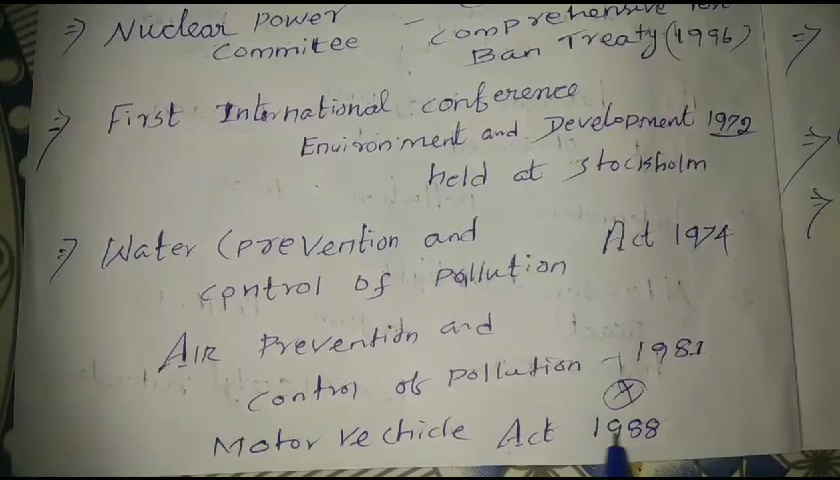 ⇒ Nuclear power
Commitee
- Comprehensive Test
Ban Treaty (1996)
⇒ First International conference
Environment and Development 1972
held at Stockholm
⇒ Water (prevention and
control of pollution Act 1974
AIR prevention and
control of pollution - 1981
Motor vechicle Act 1988